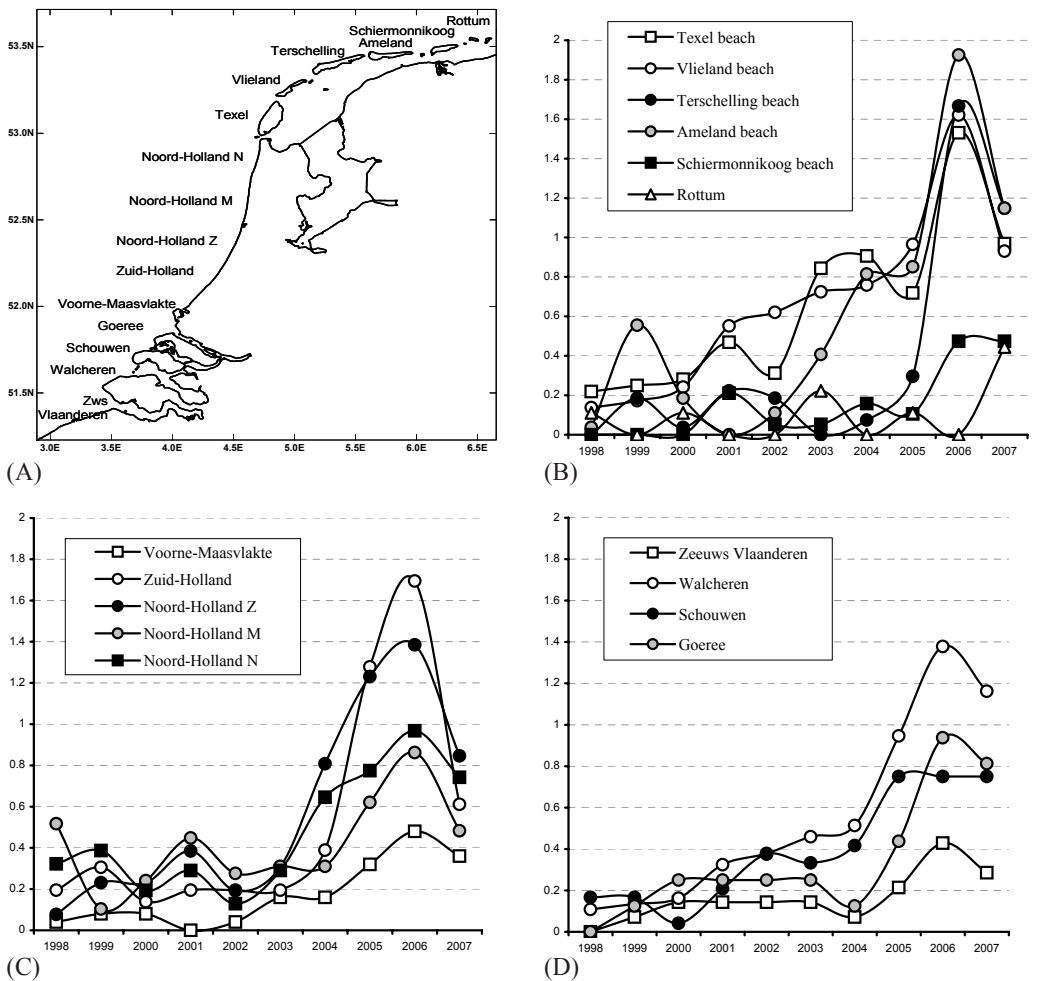 Rottum
Schiermonnikoog
Ameland
Terschelling
Vlieland
Texel
Noord-Holland N
Noord-Holland M
Noord-Holland Z
Zuid-Holland
Voorne-Maasvlakte
Goeree
Schouwen
Walcheren
Zws
Vlaanderen
53.5N
53.0N
52.5N
52.0N
51.5N
3.0E 3.5E 4.0E 4.5E 5.0E 5.5E 6.0E 6.5E
(A)
Texel beach
Vlieland beach
Terschelling beach
Ameland beach
Schiermonnikoog beach
Rottum
2
1.8
1.6
1.4
1.2
1
0.8
0.6
0.4
0.2
0
1998 1999 2000 2001 2002 2003 2004 2005 2006 2007
(B)
Voorne-Maasvlakte
Zuid-Holland
Noord-Holland Z
Noord-Holland M
Noord-Holland N
2
1.8
1.6
1.4
1.2
1
0.8
0.6
0.4
0.2
0
1998 1999 2000 2001 2002 2003 2004 2005 2006 2007
(C)
Zeeuws Vlaanderen
Walcheren
Schouwen
Goeree
2
1.8
1.6
1.4
1.2
1
0.8
0.6
0.4
0.2
0
1998 1999 2000 2001 2002 2003 2004 2005 2006 2007
(D)